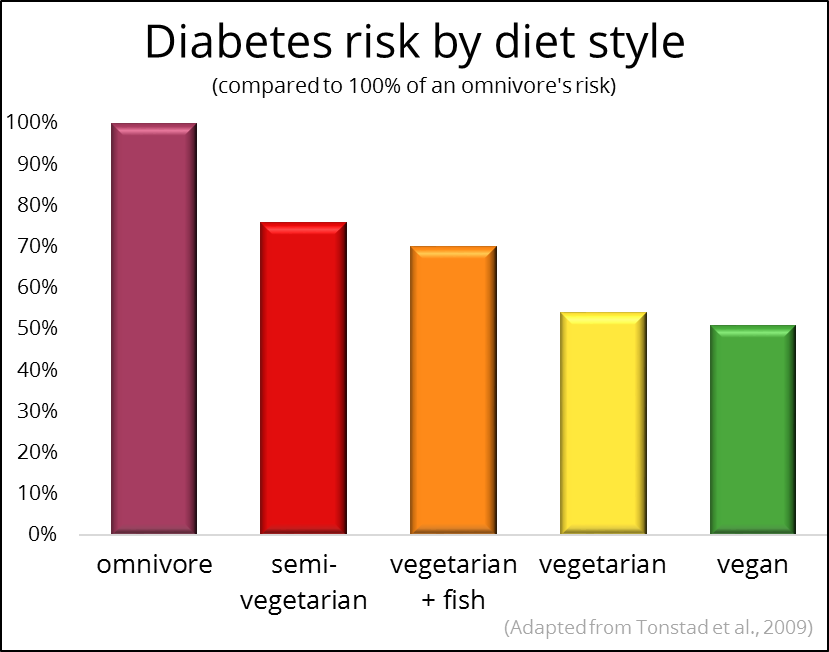 Diabetes risk by diet style
(compared to 100% of an omnivore's risk)
100%
90%
80%
70%
60%
50%
40%
30%
20%
10%
0%
omnivore
semi-
vegetarian
vegetarian
+ fish
vegetarian
vegan
(Adapted from Tonstad et al., 2009)